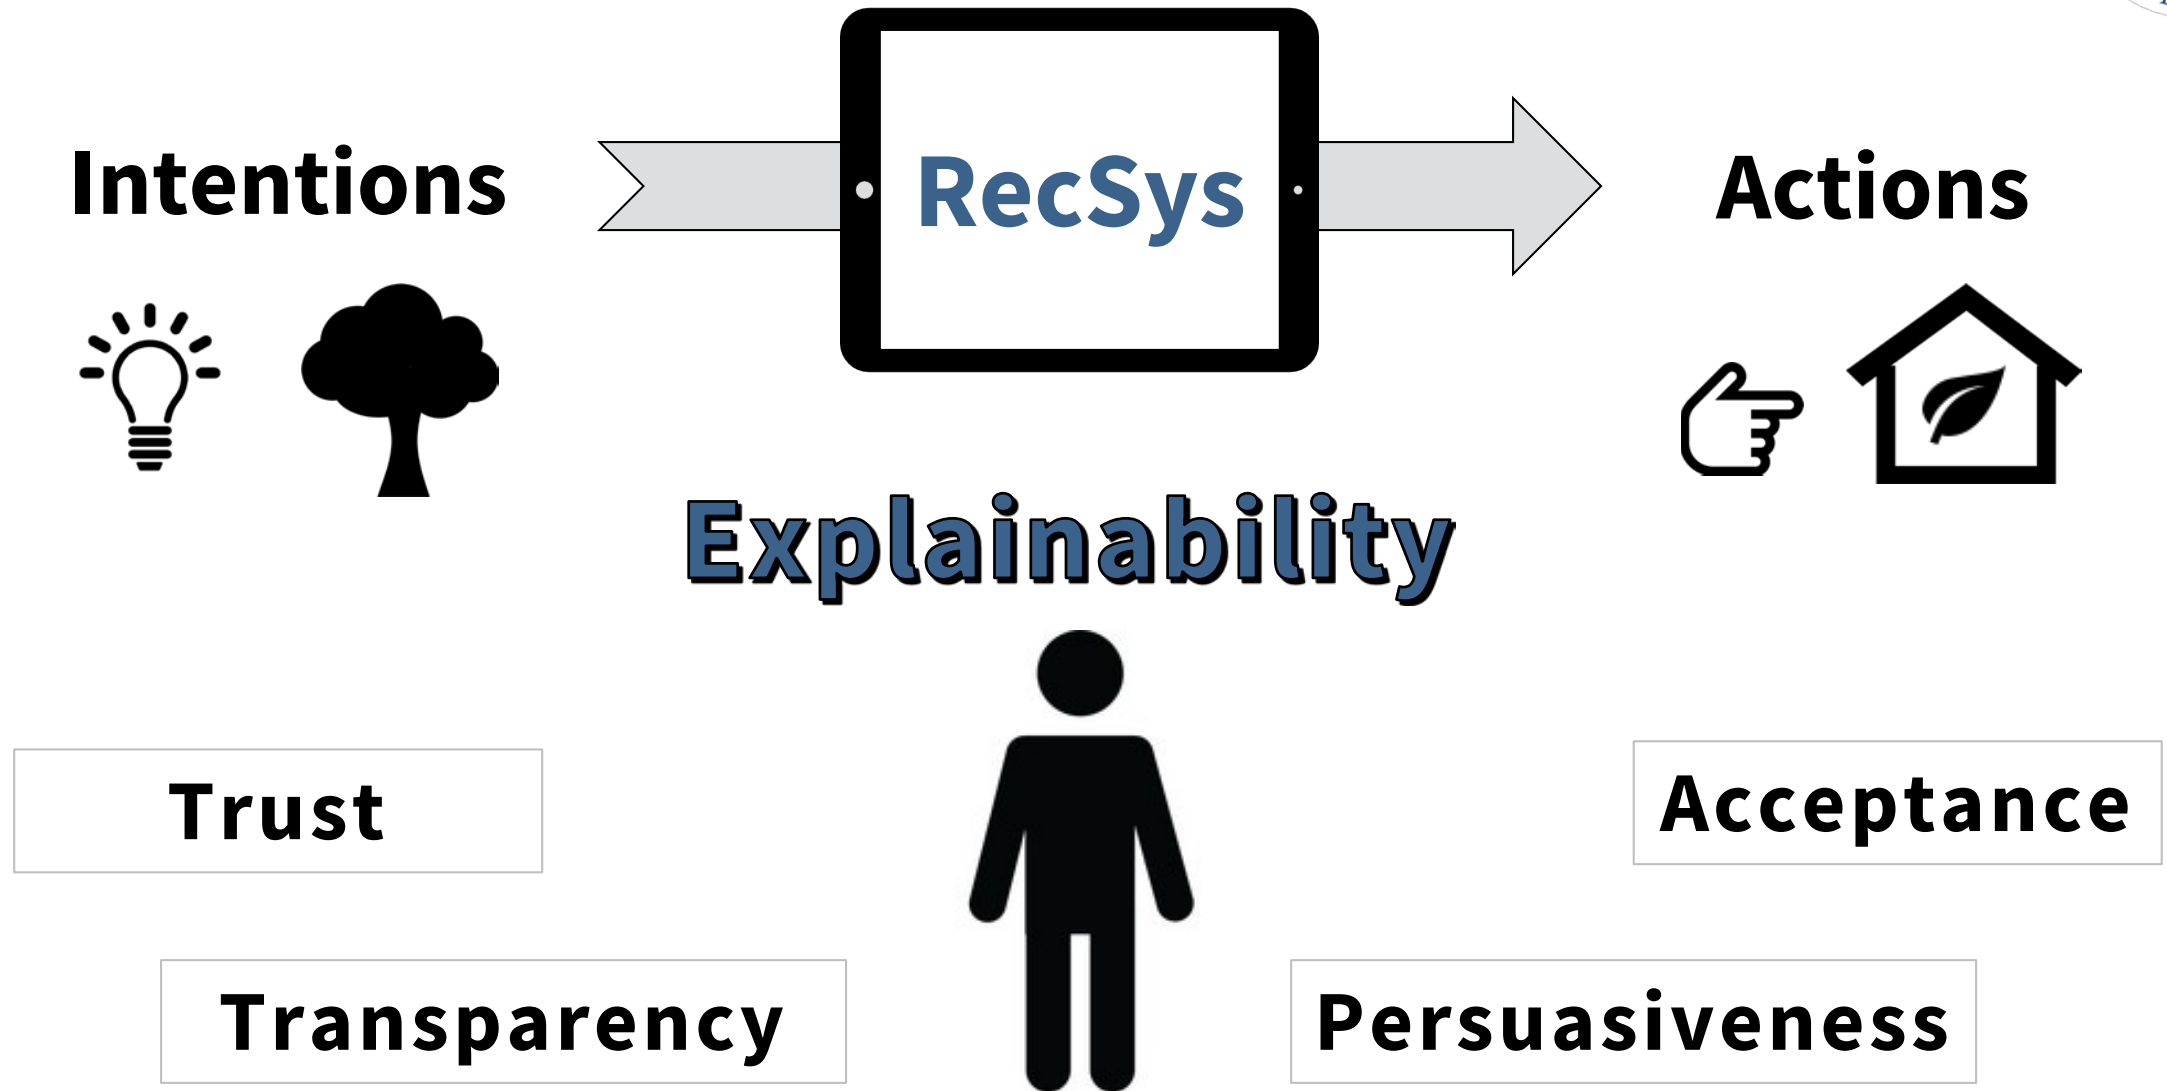 Intentions
RecSys
Actions
Explainability
Trust
Acceptance
Transparency
Persuasiveness